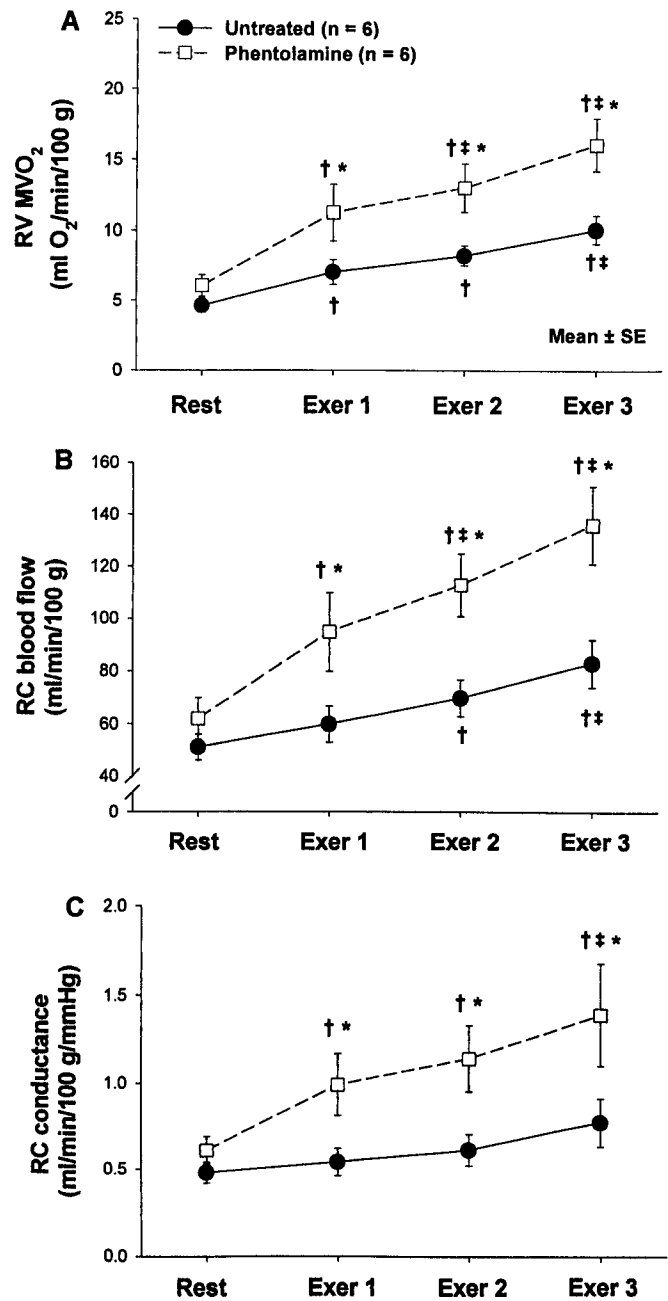 A
Untreated (n = 6)
Phentolamine (n = 6)
25
20
15
10
5
0
RV MVO₂
(ml O₂/min/100 g)
† *
†‡ *
†‡ *
†
†
†‡
Mean ± SE
Rest
Exer 1
Exer 2
Exer 3
B
160
140
120
100
80
60
40
0
RC blood flow
(ml/min/100 g)
† *
†‡ *
†‡ *
†
†‡
Rest
Exer 1
Exer 2
Exer 3
C
2.0
1.5
1.0
0.5
0.0
RC conductance
(ml/min/100 g/mmHg)
† *
† *
†‡ *
Rest
Exer 1
Exer 2
Exer 3